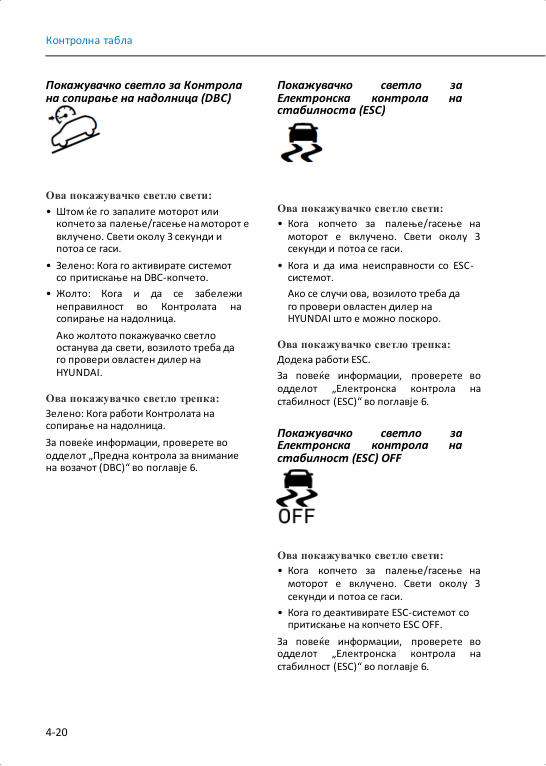 Контролна табла
Покажувачко светло за Контрола
на сопирање на надолница (DBC)
Ова покажувачко светло свети:
• Штом ќе го запалите моторот или
копчето за палење/гасење на моторот е
вклучено. Свети околу 3 секунди и
потоа се гаси.
• Зелено: Кога го активирате системот
со притискање на DBC-копчето.
• Жолто: Кога и да се забележи
неправилност во Контролата на
сопирање на надолница.
Ако жолтото покажувачко светло
останува да свети, возилото треба да
го провери овластен дилер на
HYUNDAI.
Ова покажувачко светло трепка:
Зелено: Кога работи Контролата на
сопирање на надолница.
За повеќе информации, проверете во
одделот „Предна контрола за внимание
на возачот (DBC)“ во поглавје 6.
Покажувачко светло за
Електронска контрола на
стабилноста (ESC)
Ова покажувачко светло свети:
• Кога копчето за палење/гасење на
моторот е вклучено. Свети околу 3
секунди и потоа се гаси.
• Кога и да има неисправности со ESC-
системот.
Ако се случи ова, возилото треба да
го провери овластен дилер на
HYUNDAI што е можно поскоро.
Ова покажувачко светло трепка:
Додека работи ESC.
За повеќе информации, проверете во
одделот „Електронска контрола на
стабилност (ESC)“ во поглавје 6.
Покажувачко светло за
Електронска контрола на
стабилност (ESC) OFF
OFF
Ова покажувачко светло свети:
• Кога копчето за палење/гасење на
моторот е вклучено. Свети околу 3
секунди и потоа се гаси.
• Кога го деактивирате ESC-системот со
притискање на копчето ESC OFF.
За повеќе информации, проверете во
одделот „Електронска контрола на
стабилност (ESC)“ во поглавје 6.
4-20